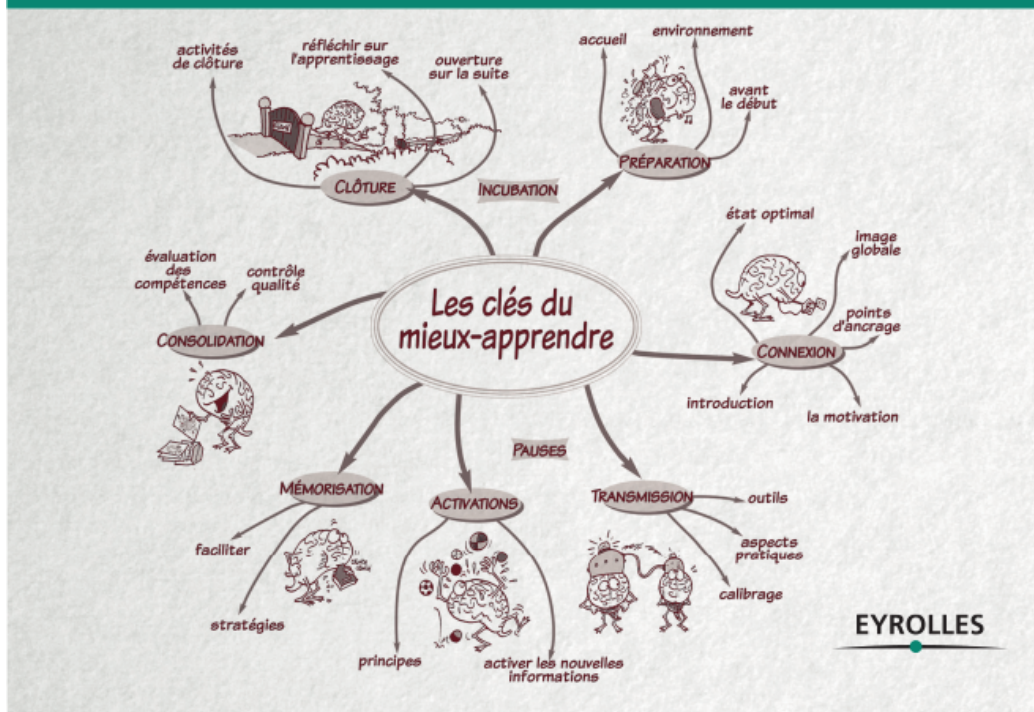 Les clés du
mieux-apprendre
PRÉPARATION
accueil
environnement
avant
le début
CONNEXION
état optimal
image
globale
points
d'ancrage
la motivation
introduction
TRANSMISSION
outils
aspects
pratiques
calibrage
PAUSES
ACTIVATIONS
principes
activer les nouvelles
informations
MÉMORISATION
faciliter
stratégies
CONSOLIDATION
évaluation
des
compétences
contrôle
qualité
CLÔTURE
activités
de clôture
réfléchir sur
l'apprentissage
ouverture
sur la suite
INCUBATION
EYROLLES